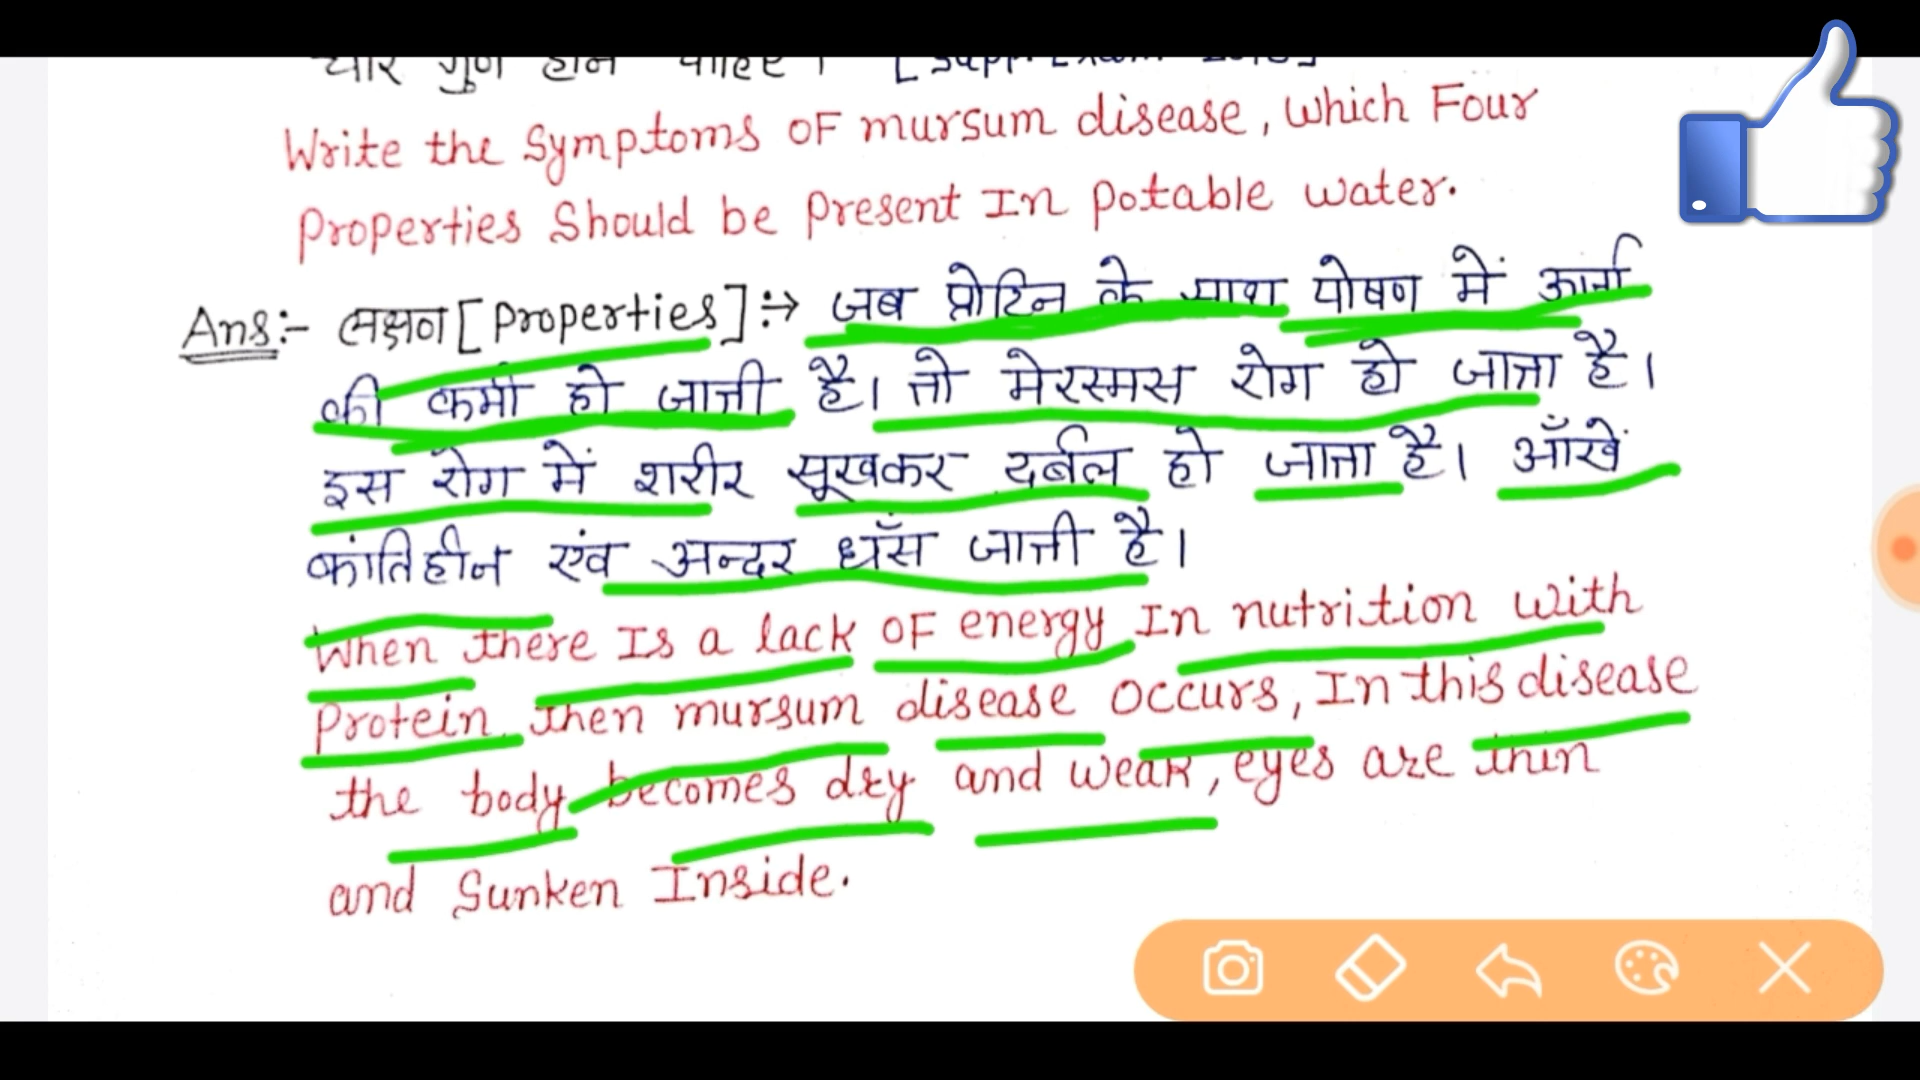 चार गुण होने चाहिए। [Supp. Exam
Write the Symptoms OF mursum disease, which Four
Properties Should be Present In Potable water.
Ans:- लक्षण [Properties]:→ जब प्रोटिन के साथ पोषण में ऊर्जा
की कमी हो जाती है। तो मेरस्मस रोग हो जाता है।
इस रोग में शरीर सूखकर दुर्बल हो जाता है। आँखें
कांतिहीन एंव अन्दर धँस जाती है।
When there Is a lack OF energy In nutrition with
Protein, then mursum disease occurs, In this disease
the body becomes dry and weak, eyes are thin
and Sunken Inside.